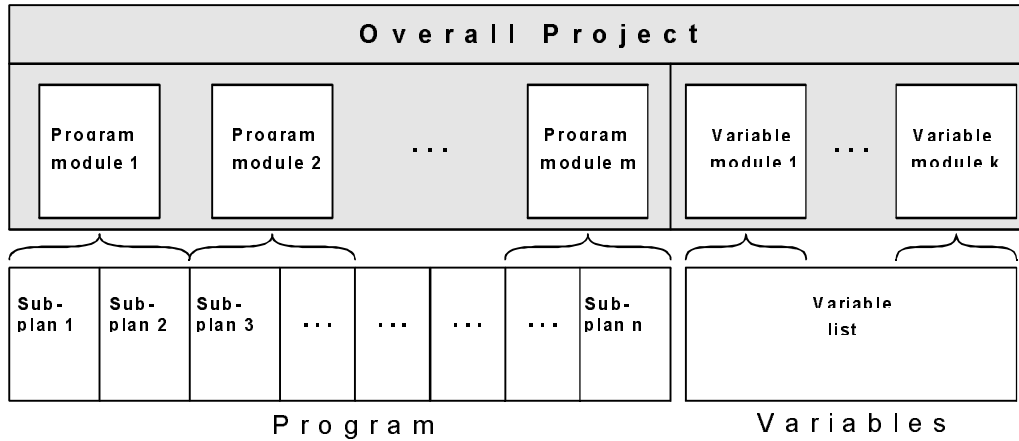 Overall Project
Program
module 1
Program
module 2
...
Program
module m
Variable
module 1
...
Variable
module k
Sub-
plan 1
Sub-
plan 2
Sub-
plan 3
...
...
...
...
Sub-
plan n
Variable
list
Program
Variables